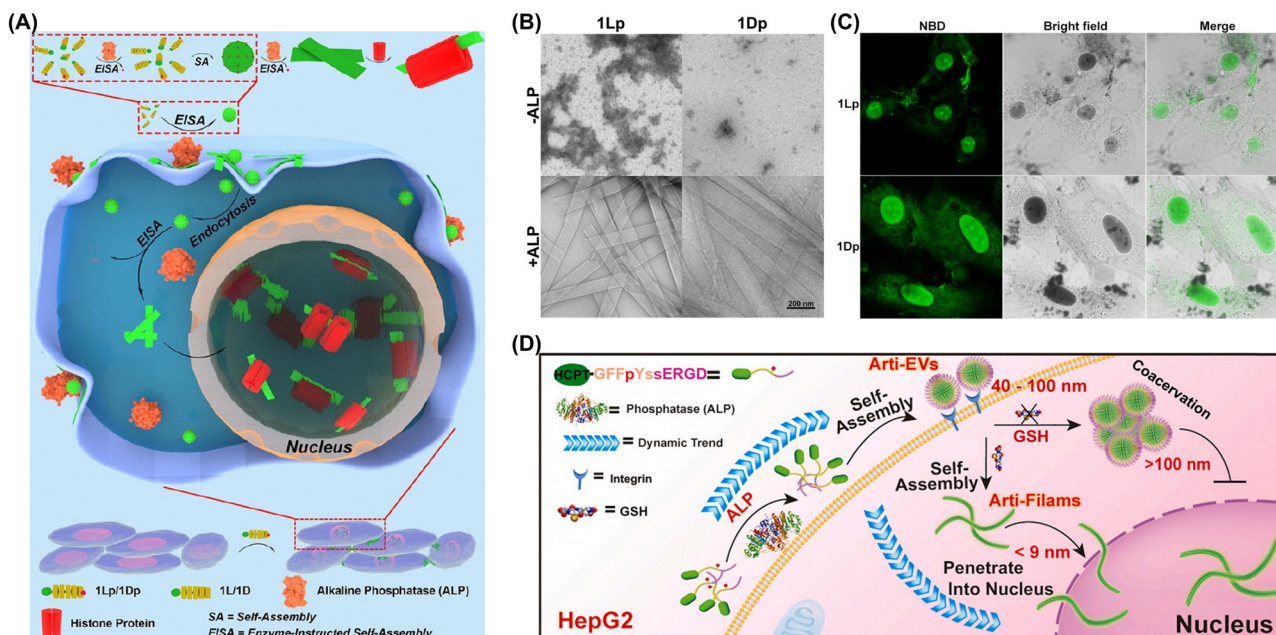 (A)
EISA
SA
EISA
EISA
EISA
Endocytosis
Nucleus
1Lp/1Dp
1L/1D
Alkaline Phosphatase (ALP)
Histone Protein
SA = Self-Assembly
EISA = Enzyme-Instructed Self-Assembly
(B)
1Lp
1Dp
-ALP
+ALP
200 nm
(C)
NBD
Bright field
Merge
1Lp
1Dp
(D)
HCPT-GFFpYssERGD=
Phosphatase (ALP)
=
= Dynamic Trend
= Integrin
= GSH
HepG2
ALP
Self-
Assembly
Arti-EVs
40 - 100 nm
GSH
Coacervation
>100 nm
Self-
Assembly
Arti-Filams
< 9 nm
Penetrate
Into Nucleus
Nucleus